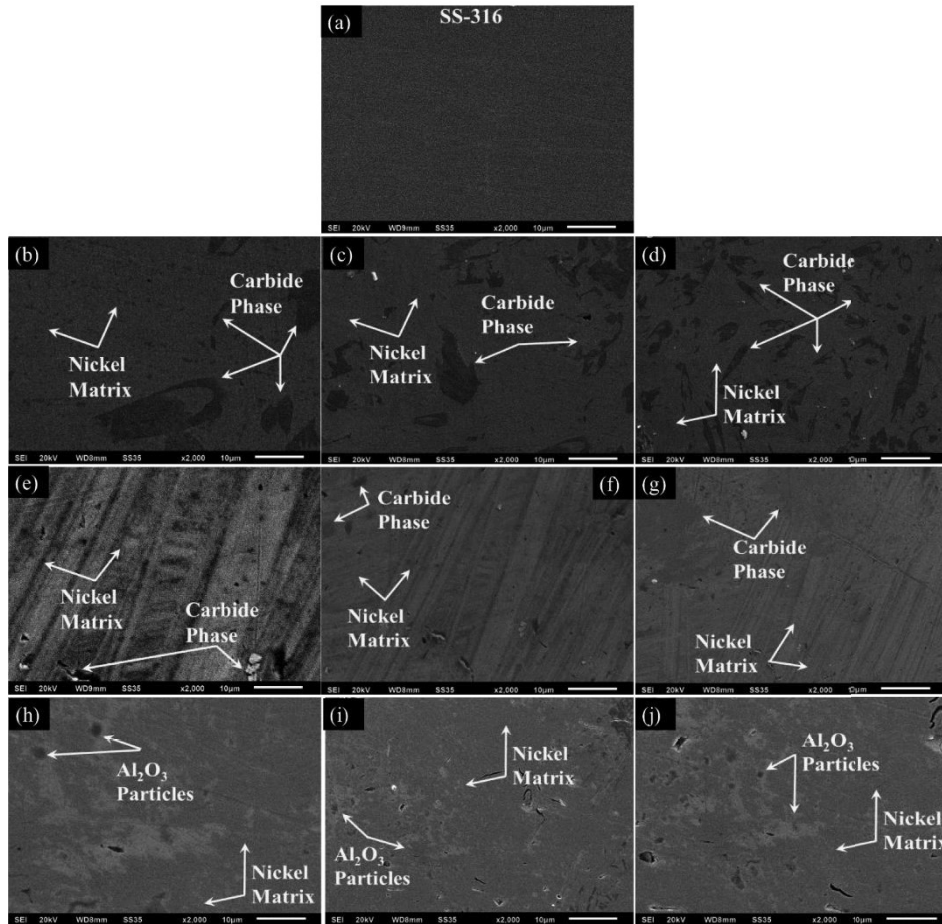 (a)
SS-316
SEI 20kV WD9mm SS35 x2,000 10µm
(b)
Carbide
Phase
Nickel
Matrix
SEI 20kV WD8mm SS35 x2,000 10µm
(c)
Carbide
Phase
Nickel
Matrix
SEI 20kV WD8mm SS35 x2,000 10µm
(d)
Carbide
Phase
Nickel
Matrix
SEI 20kV WD8mm SS35 x2,000 10µm
(e)
Nickel
Matrix
Carbide
Phase
SEI 20kV WD9mm SS35 x2,000 10µm
(f)
Carbide
Phase
Nickel
Matrix
SEI 20kV WD8mm SS35 x2,000 10µm
(g)
Carbide
Phase
Nickel
Matrix
SEI 20kV WD8mm SS35 x2,000 0µm
(h)
Al₂O₃
Particles
Nickel
Matrix
SEI 20kV WD8mm SS35 x2,000 10µm
(i)
Nickel
Matrix
Al₂O₃
Particles
SEI 20kV WD8mm SS35 x2,000 10µm
(j)
Al₂O₃
Particles
Nickel
Matrix
SEI 20kV WD8mm SS35 x2,000 10µm